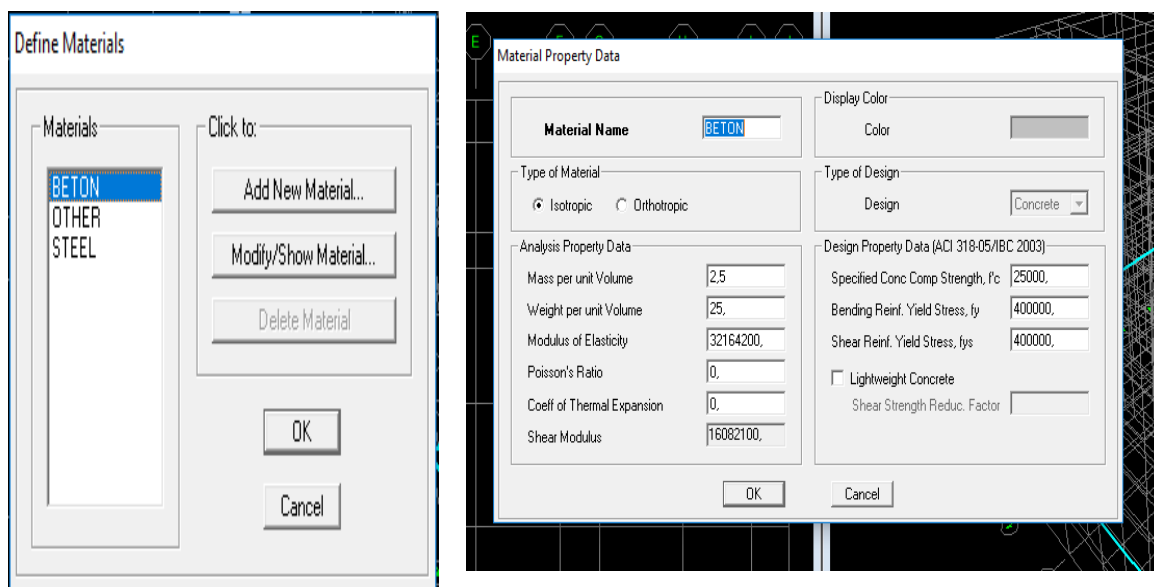 Define Materials
Materials
BETON
OTHER
STEEL
Click to:
Add New Material...
Modify/Show Material...
Delete Material
OK
Cancel
E
Material Property Data
Material Name BETON
Display Color
Color
Type of Material
Isotropic Orthotropic
Type of Design
Design Concrete
Analysis Property Data
Mass per unit Volume 2,5
Weight per unit Volume 25,
Modulus of Elasticity 32164200,
Poisson's Ratio 0,
Coeff of Thermal Expansion 0,
Shear Modulus 16082100,
Design Property Data (ACI 318-05/IBC 2003)
Specified Conc Comp Strength, f'c 25000,
Bending Reinf. Yield Stress, fy 400000,
Shear Reinf. Yield Stress, fys 400000,
Lightweight Concrete
Shear Strength Reduc. Factor
OK Cancel